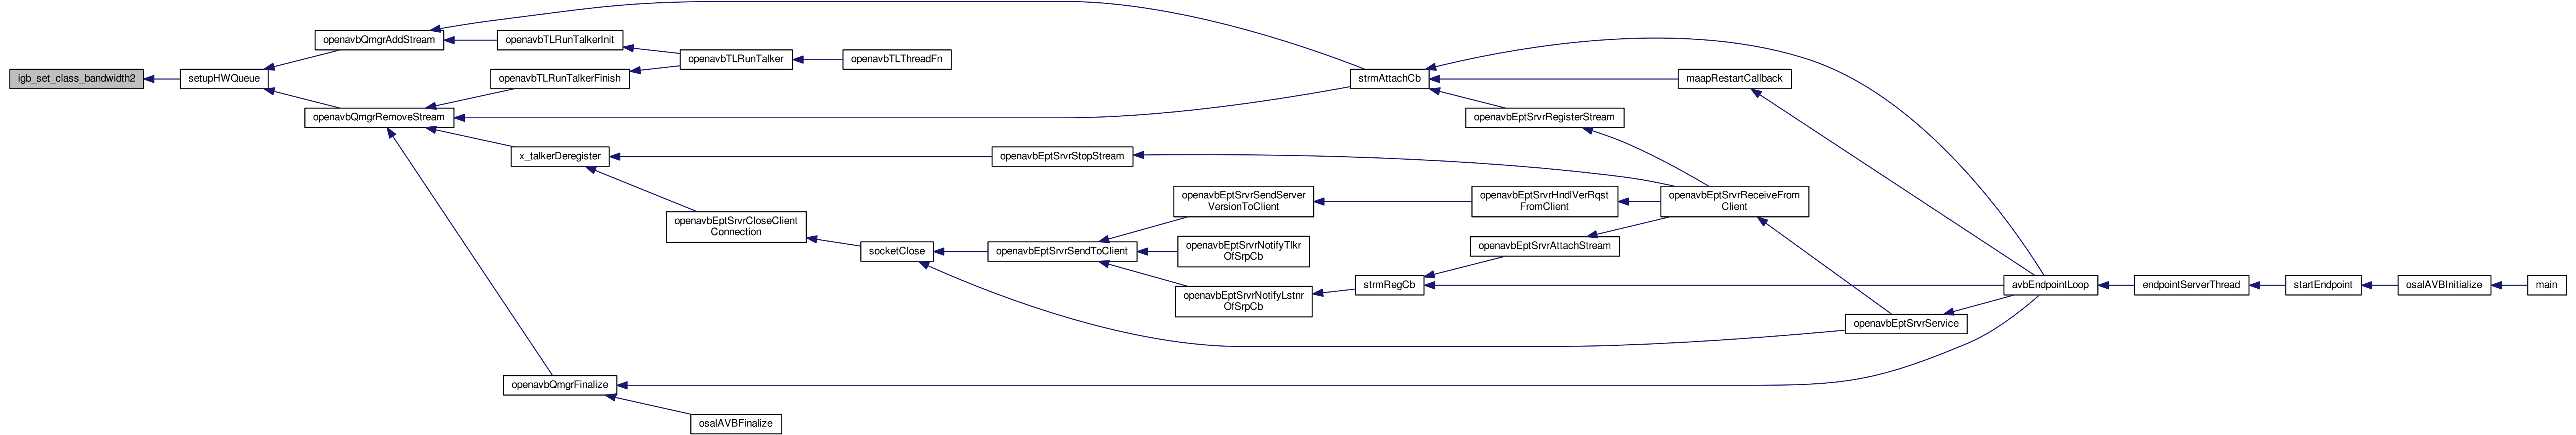 igb_set_class_bandwidth2
setupHWQueue
openavbQmgrAddStream
openavbQmgrRemoveStream
openavbTLRunTalkerInit
openavbTLRunTalkerFinish
openavbTLRunTalker
openavbTLThreadFn
x_talkerDeregister
openavbEptSrvrCloseClient
Connection
openavbQmgrFinalize
osalAVBFinalize
socketClose
openavbEptSrvrStopStream
openavbEptSrvrSendToClient
openavbEptSrvrSendServer
VersionToClient
openavbEptSrvrNotifyTlkr
OfSrpCb
openavbEptSrvrNotifyLstnr
OfSrpCb
strmAttachCb
strmRegCb
openavbEptSrvrRegisterStream
openavbEptSrvrHndlVerRqst
FromClient
openavbEptSrvrAttachStream
maapRestartCallback
openavbEptSrvrReceiveFrom
Client
openavbEptSrvrService
avbEndpointLoop
endpointServerThread
startEndpoint
osalAVBInitialize
main